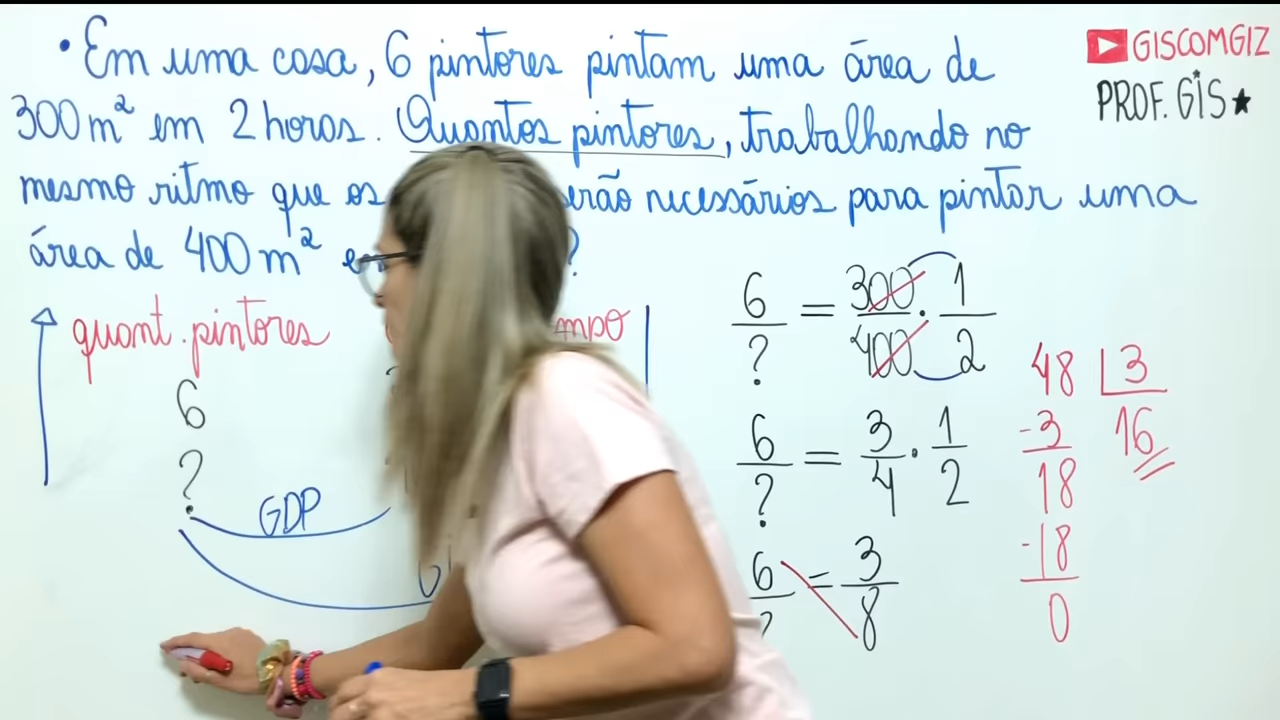 • Em uma casa, 6 pintores pintam uma área de
300 m² em 2 horas. Quantos pintores, trabalhando no
mesmo ritmo que os necessários para pintar uma
área de 400 m² ?
GISCOMGIZ
PROF. GIS★
quant. pintores
6
?
GDP
6/? = 300/400 . 1/2
6/? = 3/4 . 1/2
6/? = 3/8
48 | 3
-3 16
18
-18
0